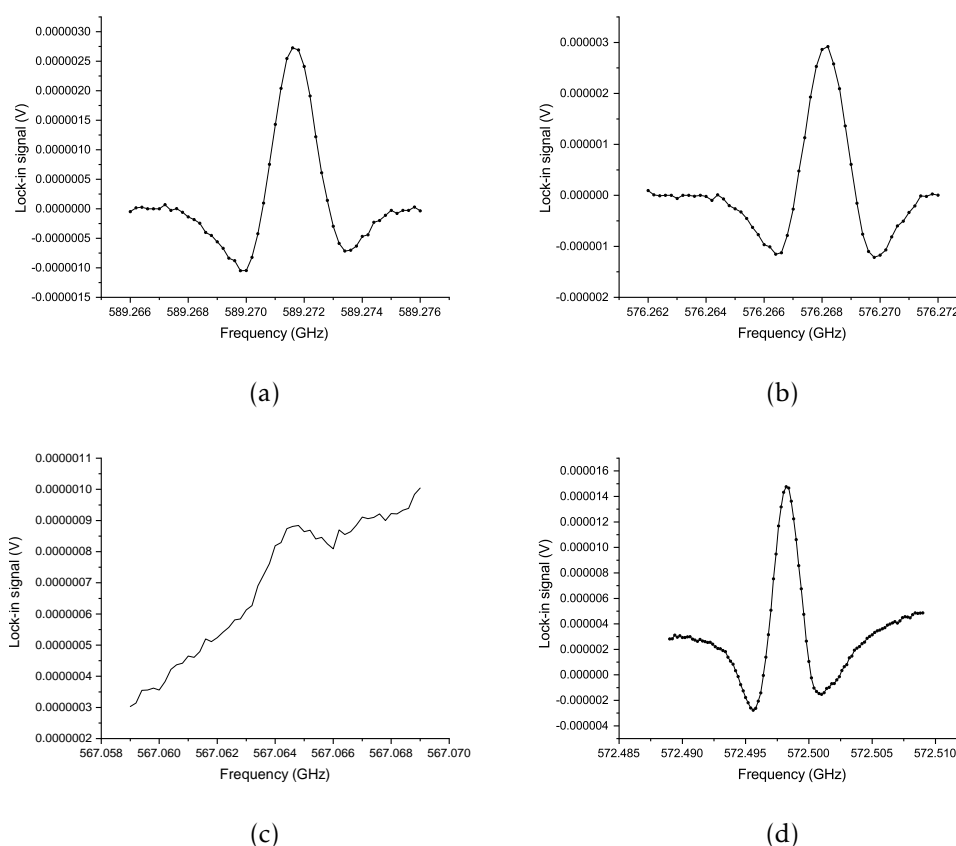 0.0000030
0.0000025
0.0000020
0.0000015
0.0000010
0.0000005
0.0000000
-0.0000005
-0.0000010
-0.0000015
Lock-in signal (V)
589.266 589.268 589.270 589.272 589.274 589.276
Frequency (GHz)
(a)
0.000003
0.000002
0.000001
0.000000
-0.000001
-0.000002
Lock-in signal (V)
576.262 576.264 576.266 576.268 576.270 576.272
Frequency (GHz)
(b)
0.0000011
0.0000010
0.0000009
0.0000008
0.0000007
0.0000006
0.0000005
0.0000004
0.0000003
0.0000002
Lock-in signal (V)
567.058 567.060 567.062 567.064 567.066 567.068 567.070
Frequency (GHz)
(c)
0.000016
0.000014
0.000012
0.000010
0.000008
0.000006
0.000004
0.000002
0.000000
-0.000002
-0.000004
Lock-in signal (V)
572.485 572.490 572.495 572.500 572.505 572.510
Frequency (GHz)
(d)